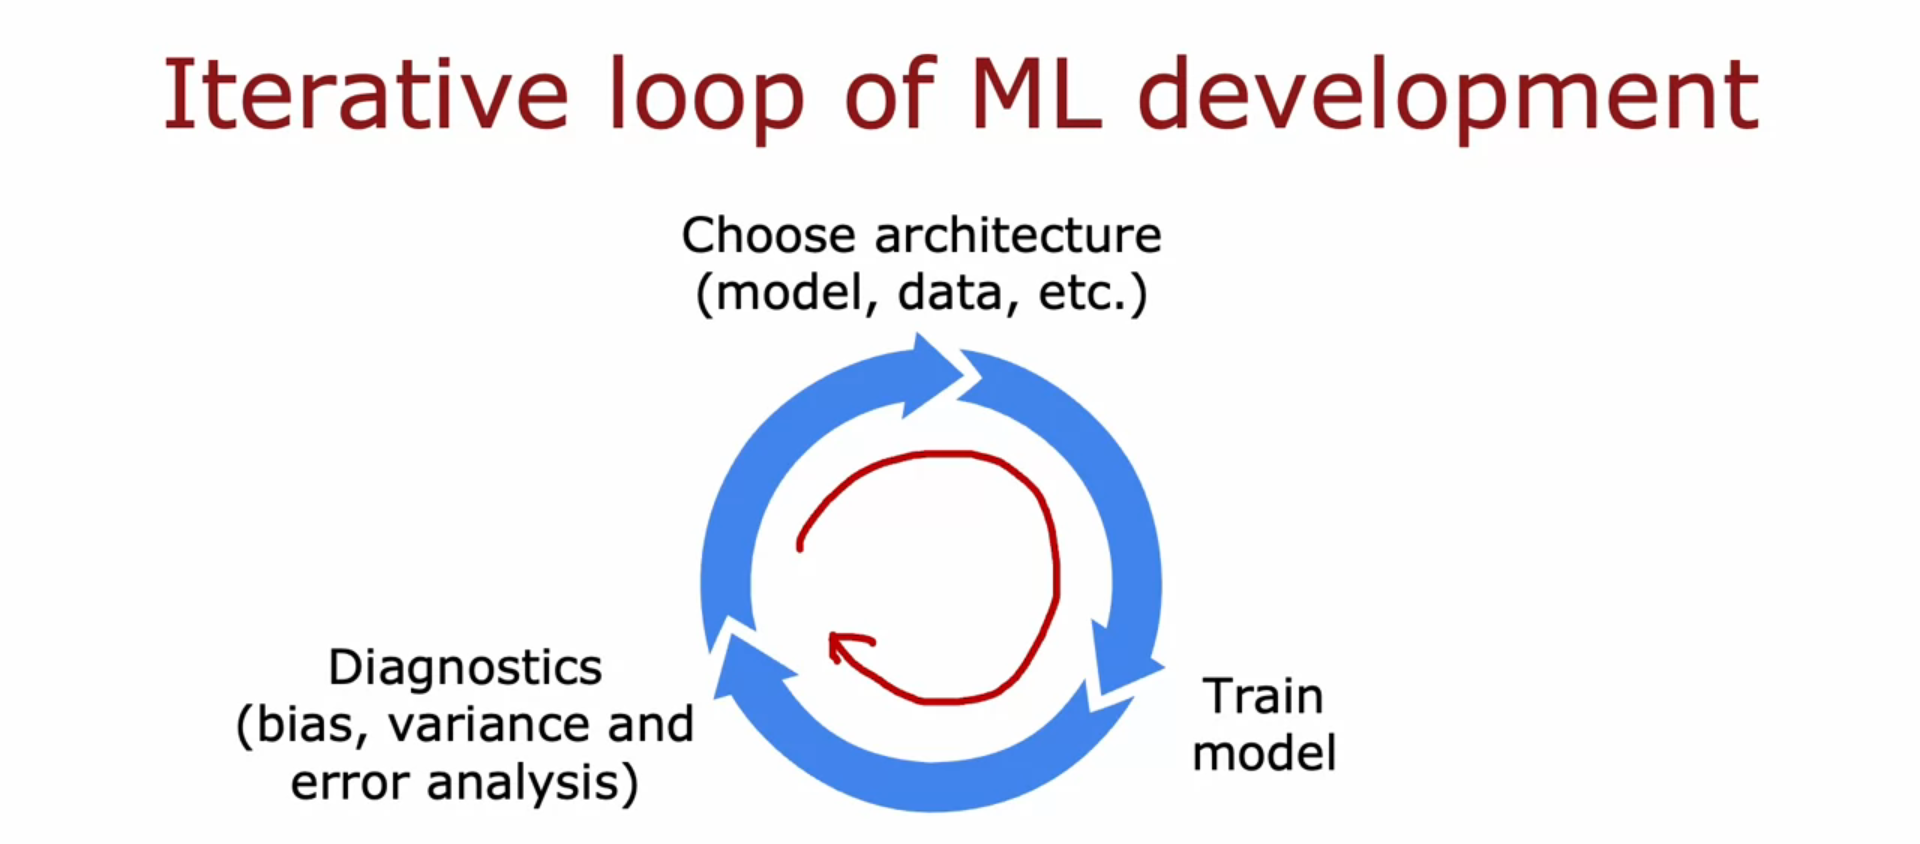 Iterative loop of ML development
Choose architecture
(model, data, etc.)
Train
model
Diagnostics
(bias, variance and
error analysis)